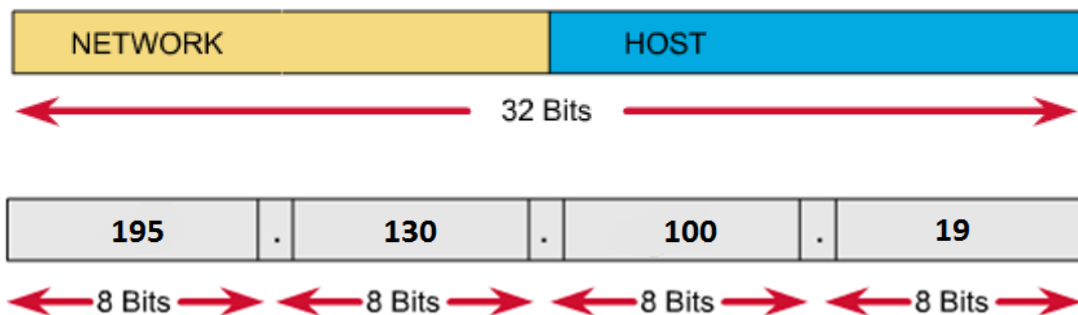 NETWORK HOST
32 Bits
195 . 130 . 100 . 19
8 Bits 8 Bits 8 Bits 8 Bits